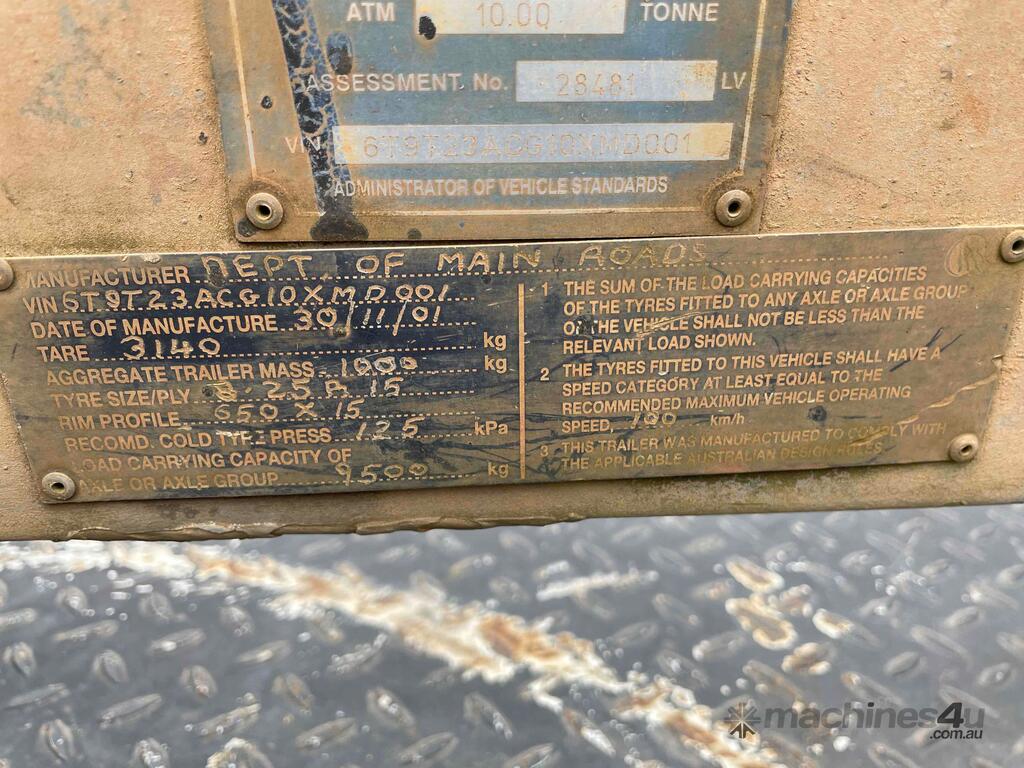 ATM 10.00 TONNE
ASSESSMENT. No. 28481 LV
VIN 6T9T23ACG10XMD001
ADMINISTRATOR OF VEHICLE STANDARDS
MANUFACTURER DEPT OF MAIN ROADS
VIN 6T9T23ACG10XMD001
DATE OF MANUFACTURE 30/11/01
TARE 3140 kg
AGGREGATE TRAILER MASS 1000 kg
TYRE SIZE/PLY 8.25 R 15
RIM PROFILE 650 X 15
RECOMD. COLD TYRE PRESS 125 kPa
LOAD CARRYING CAPACITY OF
AXLE OR AXLE GROUP 9500 kg
1 THE SUM OF THE LOAD CARRYING CAPACITIES
OF THE TYRES FITTED TO ANY AXLE OR AXLE GROUP
OF THE VEHICLE SHALL NOT BE LESS THAN THE
RELEVANT LOAD SHOWN.
2 THE TYRES FITTED TO THIS VEHICLE SHALL HAVE A
SPEED CATEGORY AT LEAST EQUAL TO THE
RECOMMENDED MAXIMUM VEHICLE OPERATING
SPEED, 100 km/h
3 THIS TRAILER WAS MANUFACTURED TO COMPLY WITH
THE APPLICABLE AUSTRALIAN DESIGN RULES.
machines4u
.com.au